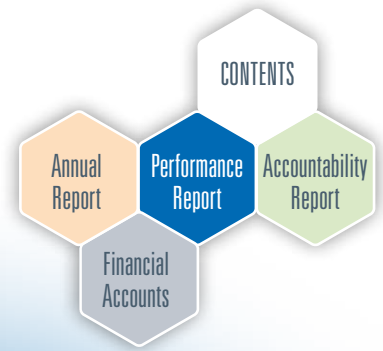 CONTENTS
Annual
Report
Performance
Report
Accountability
Report
Financial
Accounts